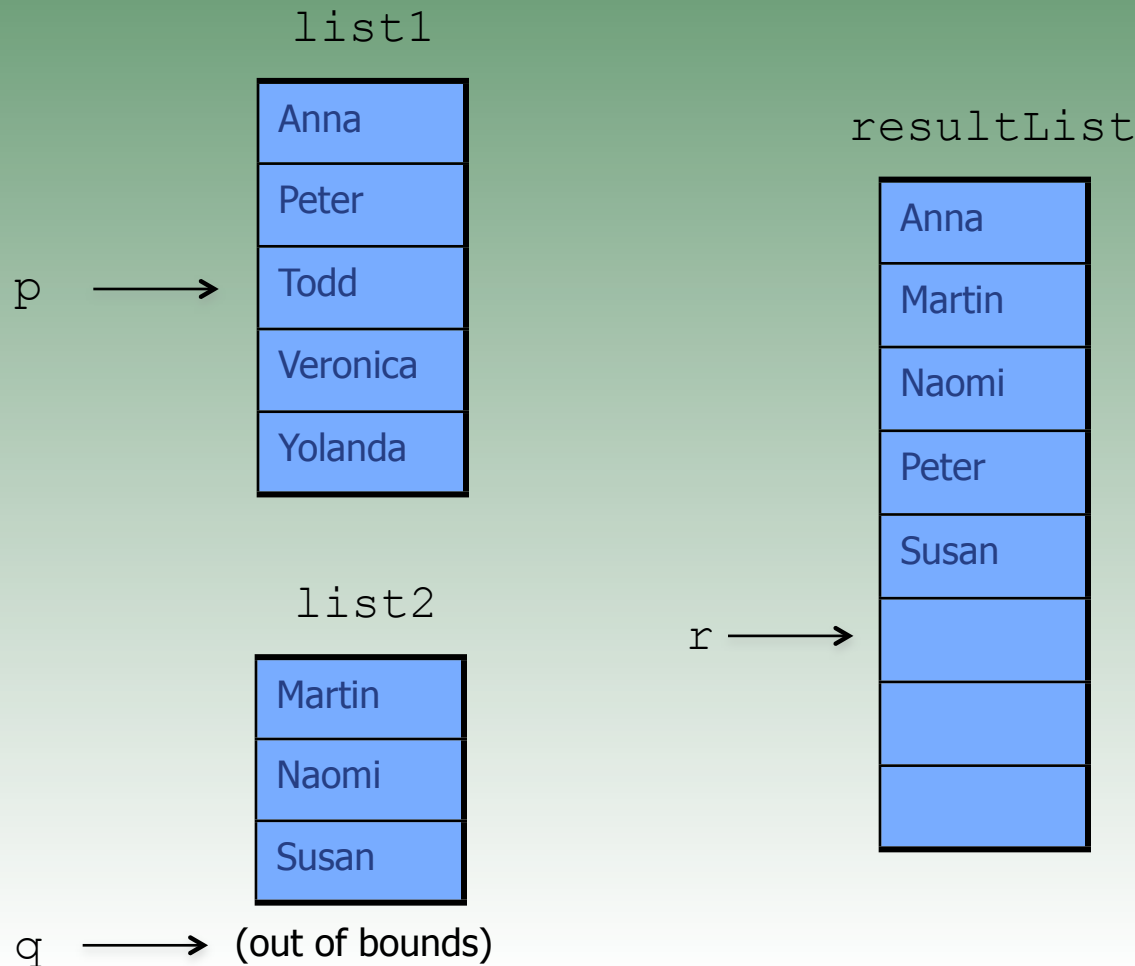 list1
Anna
Peter
p
Todd
Veronica
Yolanda
list2
Martin
Naomi
Susan
q
(out of bounds)
resultList
Anna
Martin
Naomi
Peter
Susan
r